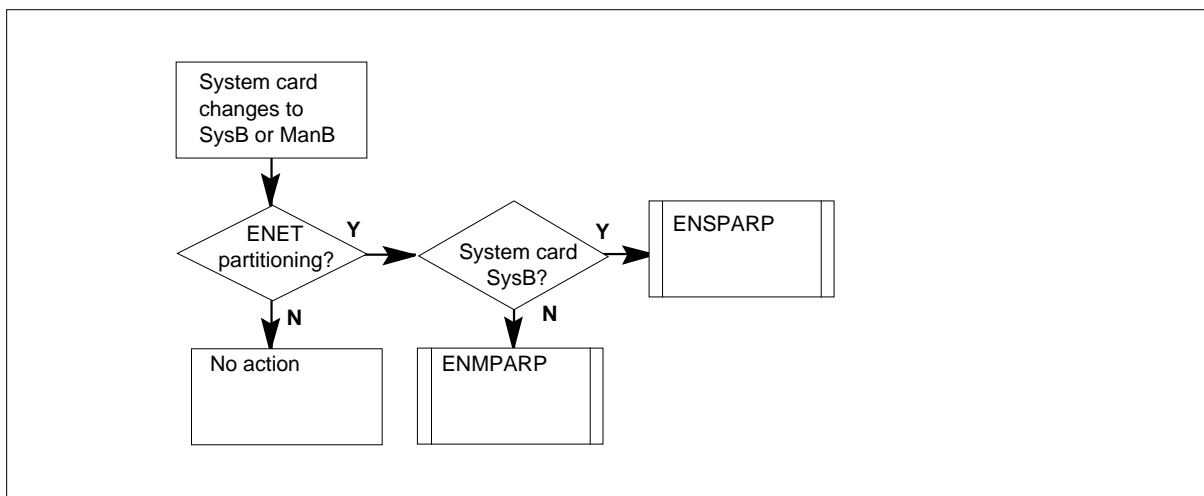 System card
changes to
SysB or ManB
ENET
partitioning?
Y
System card
SysB?
Y
ENSPARP
N
No action
N
ENMPARP